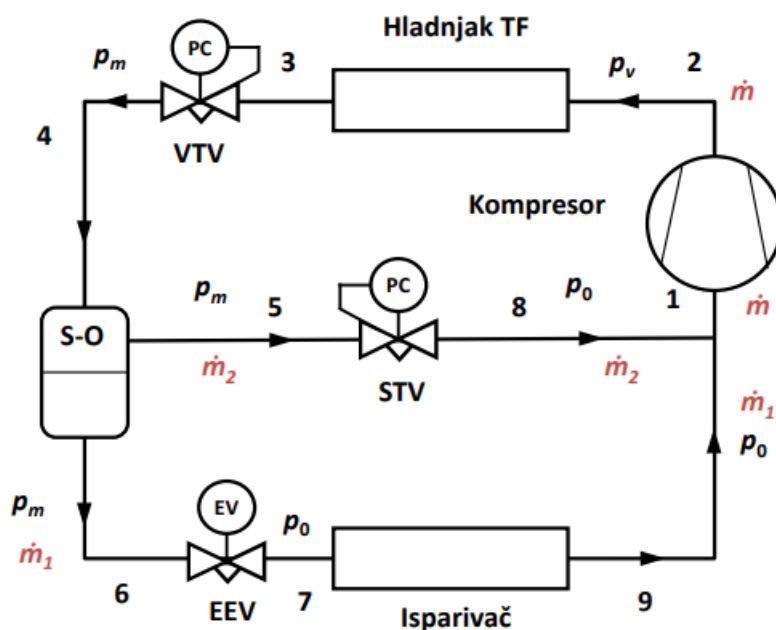 Hladnjak TF
PC
p_m
3
p_v
2
ṁ
4
VTV
Kompresor
PC
p_m
5
8
p_0
1
ṁ
S-O
ṁ_2
STV
ṁ_2
ṁ_1
p_0
EV
p_m
p_0
ṁ_1
6
EEV
7
Isparivač
9